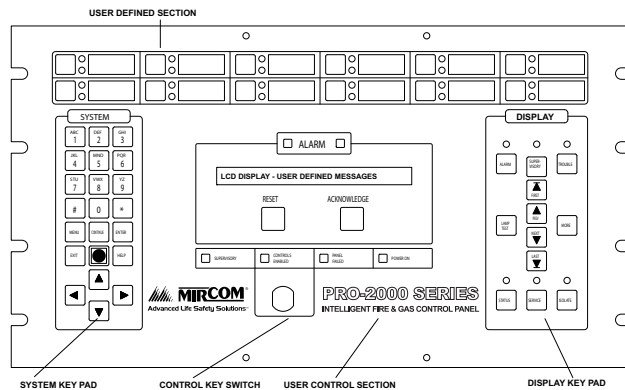 USER DEFINED SECTION
SYSTEM
ABC
1
DEF
2
GHI
3
JKL
4
MNO
5
PQR
6
STU
7
VWX
8
YZ
9
#
0
*
MENU
ENTER
EXIT
HELP
ALARM
LCD DISPLAY - USER DEFINED MESSAGES
RESET
ACKNOWLEDGE
SUPERVISORY
CONTROLS
ENABLED
PANEL
FAILED
POWER ON
MIRCOM
Advanced Life Safety Solutions
PRO-2000 SERIES
INTELLIGENT FIRE & GAS CONTROL PANEL
DISPLAY
ALARM
SUPER-
VISORY
TROUBLE
FIRST
LAMP
TEST
MORE
NEXT
LAST
STATUS
SERVICE
ISOLATE
SYSTEM KEY PAD
CONTROL KEY SWITCH
USER CONTROL SECTION
DISPLAY KEY PAD